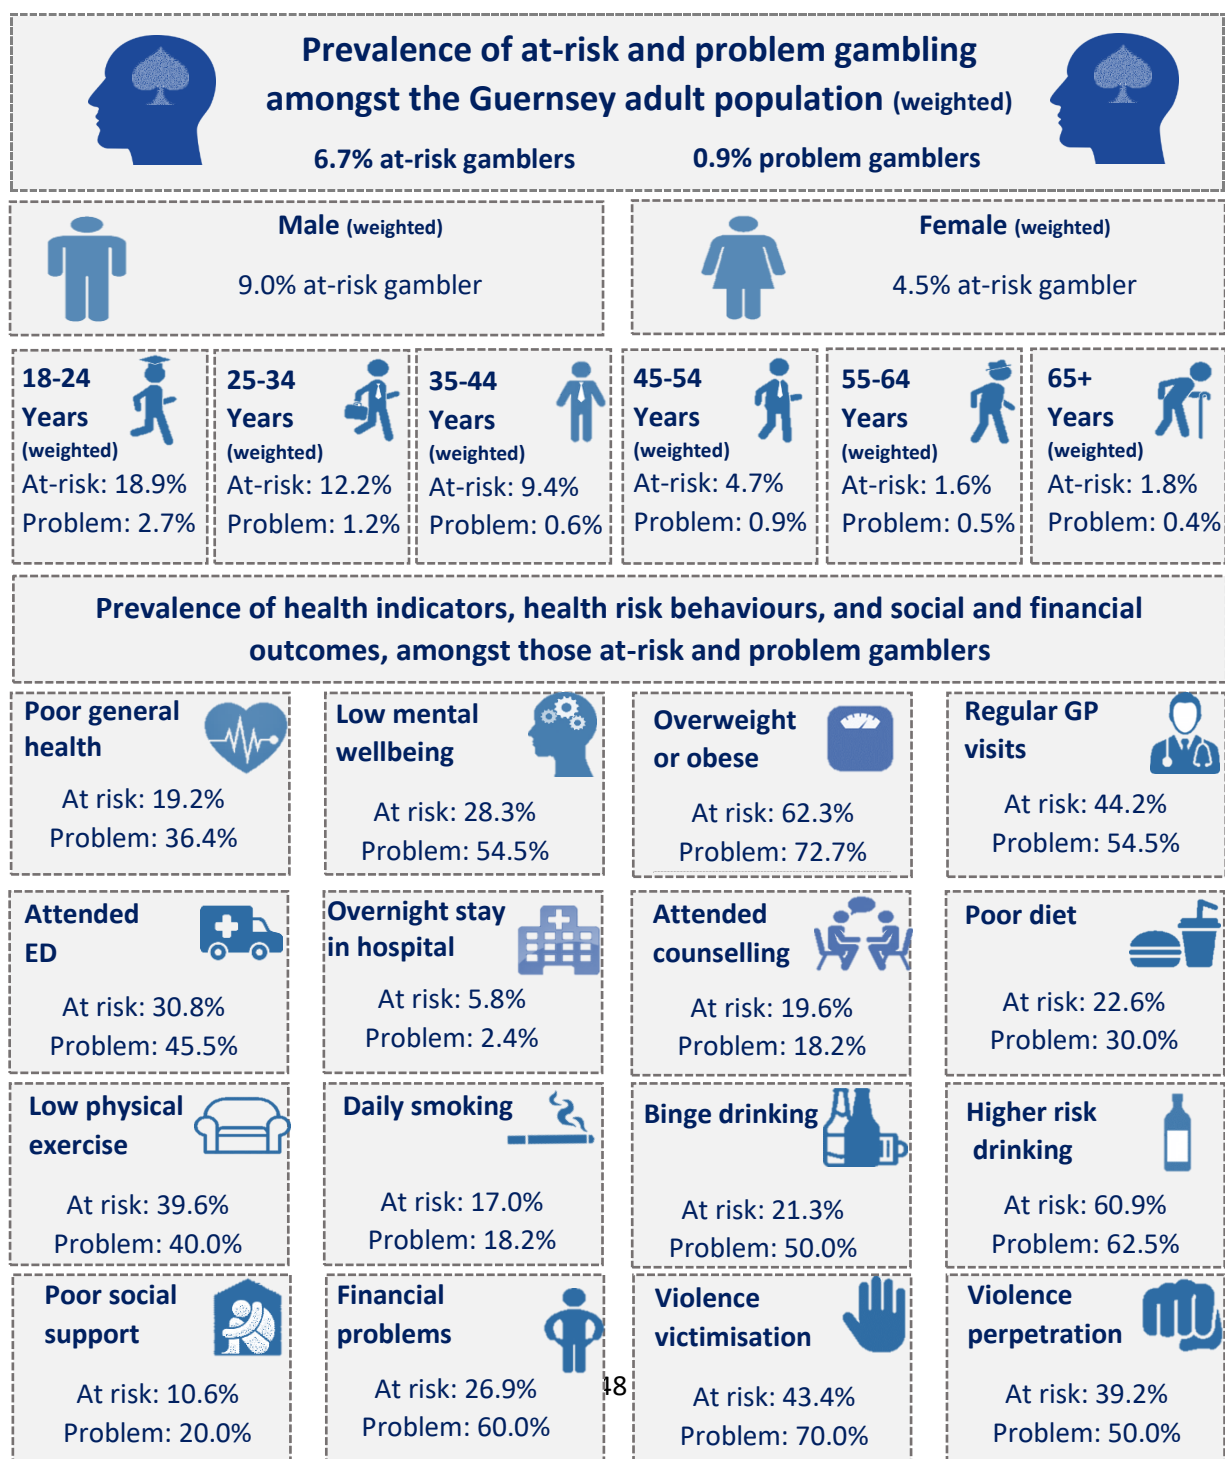 Prevalence of at-risk and problem gambling
amongst the Guernsey adult population (weighted)
6.7% at-risk gamblers 0.9% problem gamblers
Male (weighted)
9.0% at-risk gambler
Female (weighted)
4.5% at-risk gambler
18-24
Years
(weighted)
At-risk: 18.9%
Problem: 2.7%
25-34
Years
(weighted)
At-risk: 12.2%
Problem: 1.2%
35-44
Years
(weighted)
At-risk: 9.4%
Problem: 0.6%
45-54
Years
(weighted)
At-risk: 4.7%
Problem: 0.9%
55-64
Years
(weighted)
At-risk: 1.6%
Problem: 0.5%
65+
Years
(weighted)
At-risk: 1.8%
Problem: 0.4%
Prevalence of health indicators, health risk behaviours, and social and financial
outcomes, amongst those at-risk and problem gamblers
Poor general
health
At risk: 19.2%
Problem: 36.4%
Low mental
wellbeing
At risk: 28.3%
Problem: 54.5%
Overweight
or obese
At risk: 62.3%
Problem: 72.7%
Regular GP
visits
At risk: 44.2%
Problem: 54.5%
Attended
ED
At risk: 30.8%
Problem: 45.5%
Overnight stay
in hospital
At risk: 5.8%
Problem: 2.4%
Attended
counselling
At risk: 19.6%
Problem: 18.2%
Poor diet
At risk: 22.6%
Problem: 30.0%
Low physical
exercise
At risk: 39.6%
Problem: 40.0%
Daily smoking
At risk: 17.0%
Problem: 18.2%
Binge drinking
At risk: 21.3%
Problem: 50.0%
Higher risk
drinking
At risk: 60.9%
Problem: 62.5%
Poor social
support
At risk: 10.6%
Problem: 20.0%
Financial
problems
At risk: 26.9%
Problem: 60.0%
48
Violence
victimisation
At risk: 43.4%
Problem: 70.0%
Violence
perpetration
At risk: 39.2%
Problem: 50.0%